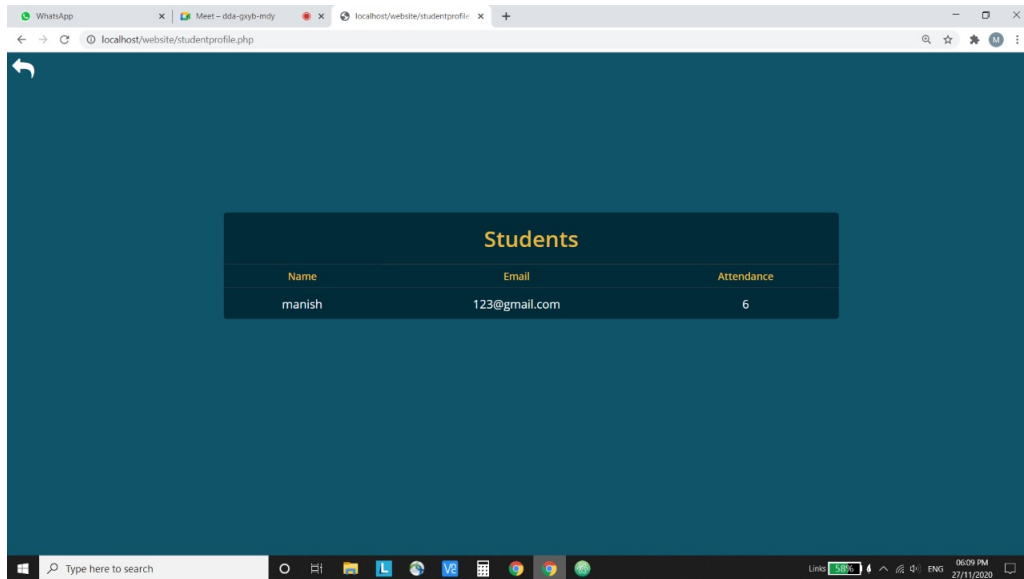 WhatsApp
Meet – dda-gxyb-mdy
localhost/website/studentprofile.
localhost/website/studentprofile.php
M
Students
Name Email Attendance
manish 123@gmail.com 6
Type here to search
L
V2
Links 58% ENG
06:09 PM
27/11/2020